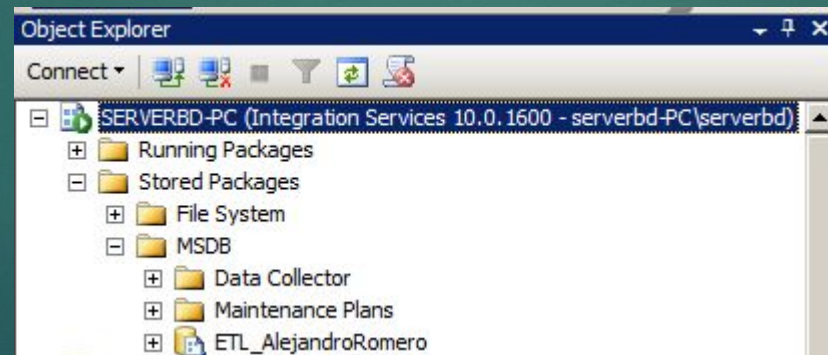 Object Explorer
Connect
SERVERBD-PC (Integration Services 10.0.1600 - serverbd-PC\serverbd)
Running Packages
Stored Packages
File System
MSDB
Data Collector
Maintenance Plans
ETL_AlejandroRomero